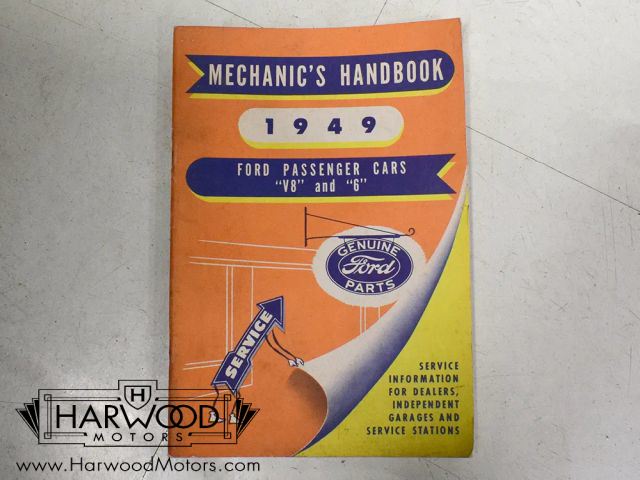 MECHANIC'S HANDBOOK
1949
FORD PASSENGER CARS
"V8" and "6"
GENUINE
Ford
PARTS
SERVICE
SERVICE
INFORMATION
FOR DEALERS,
INDEPENDENT
GARAGES AND
SERVICE STATIONS
H
HARWOOD
MOTORS
www.HarwoodMotors.com